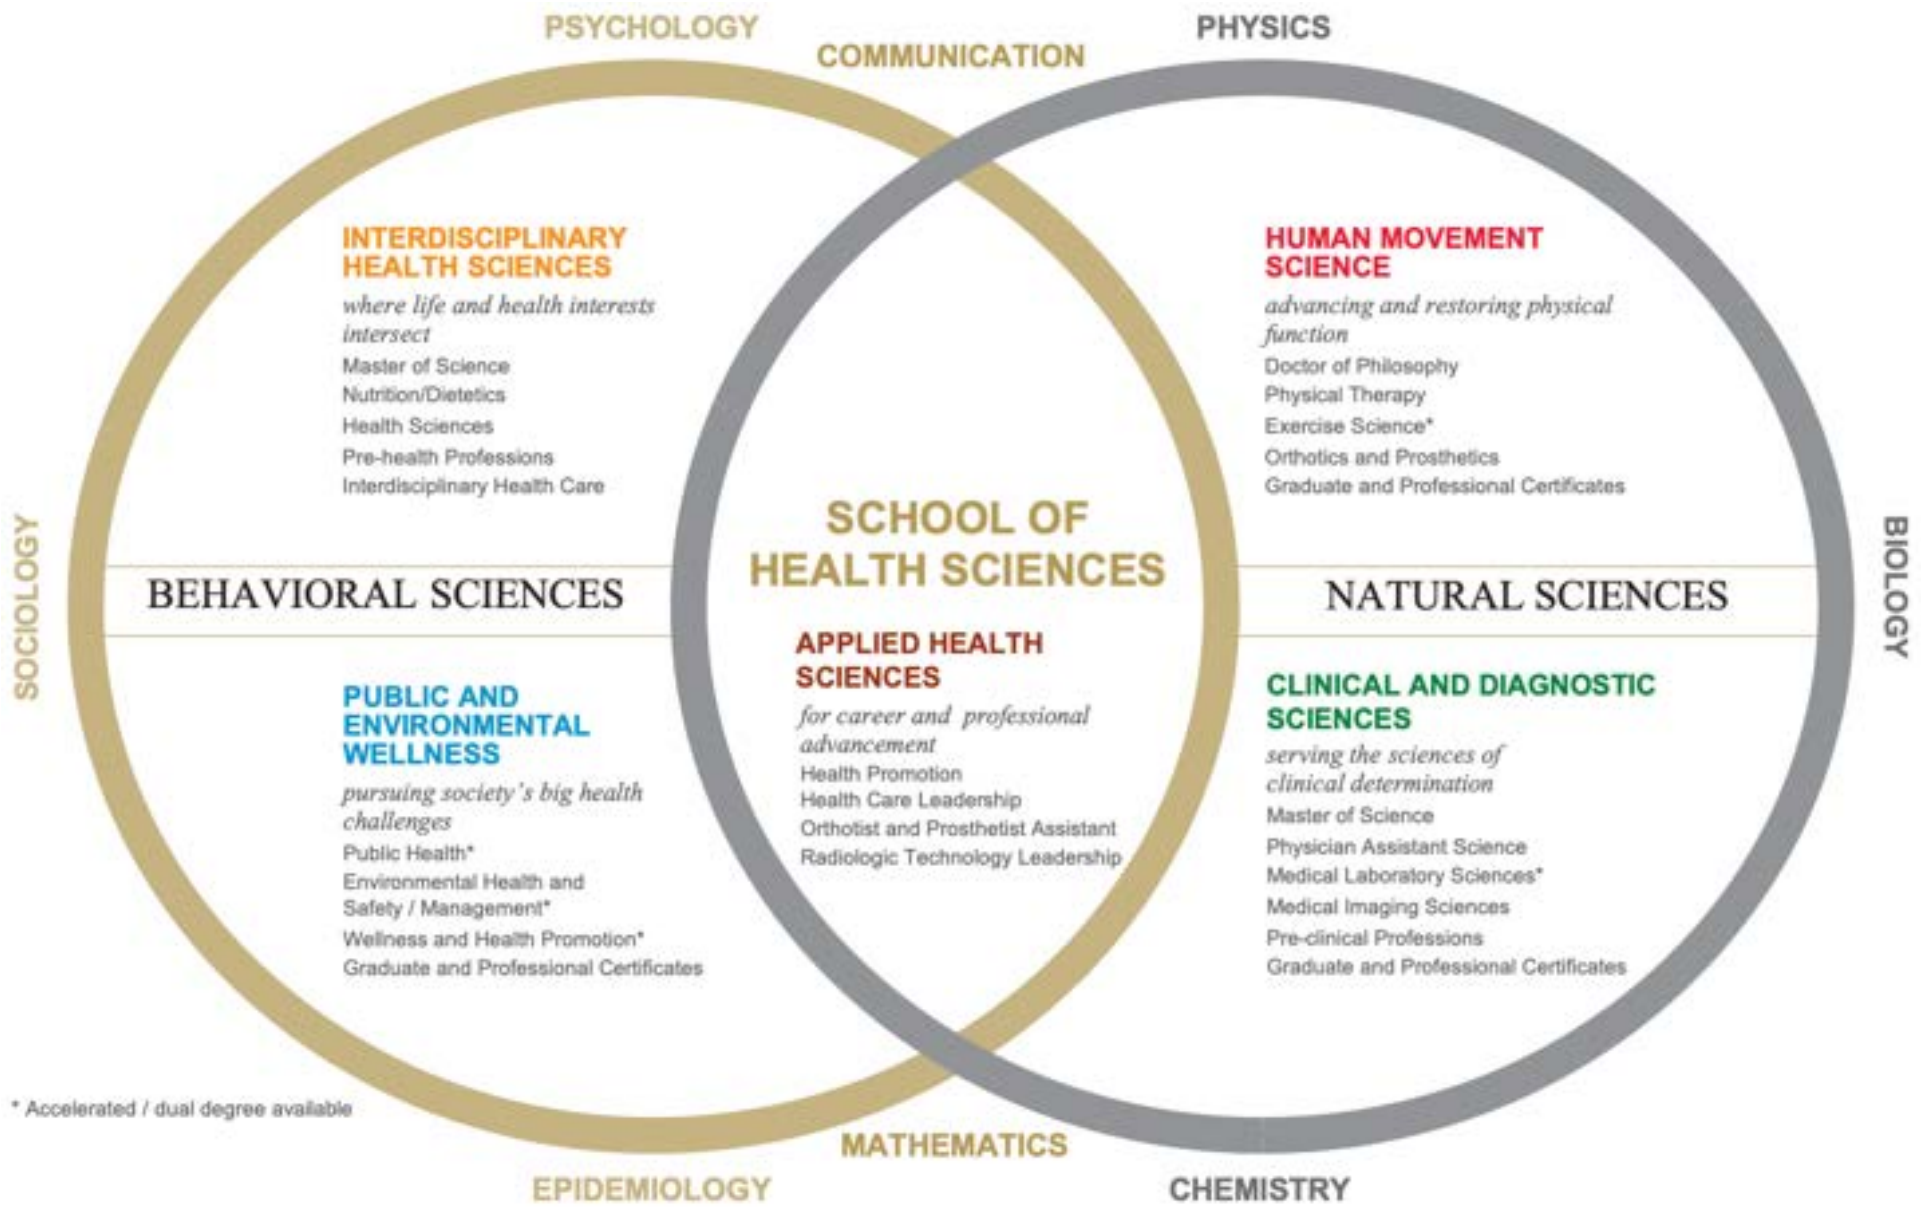 PSYCHOLOGY
COMMUNICATION
PHYSICS
INTERDISCIPLINARY
HEALTH SCIENCES
where life and health interests
intersect
Master of Science
Nutrition/Dietetics
Health Sciences
Pre-health Professions
Interdisciplinary Health Care
HUMAN MOVEMENT
SCIENCE
advancing and restoring physical
function
Doctor of Philosophy
Physical Therapy
Exercise Science*
Orthotics and Prosthetics
Graduate and Professional Certificates
SOCIOLOGY
BEHAVIORAL SCIENCES
SCHOOL OF
HEALTH SCIENCES
NATURAL SCIENCES
BIOLOGY
PUBLIC AND
ENVIRONMENTAL
WELLNESS
pursuing society's big health
challenges
Public Health*
Environmental Health and
Safety / Management*
Wellness and Health Promotion*
Graduate and Professional Certificates
APPLIED HEALTH
SCIENCES
for career and professional
advancement
Health Promotion
Health Care Leadership
Orthotist and Prosthetist Assistant
Radiologic Technology Leadership
CLINICAL AND DIAGNOSTIC
SCIENCES
serving the sciences of
clinical determination
Master of Science
Physician Assistant Science
Medical Laboratory Sciences*
Medical Imaging Sciences
Pre-clinical Professions
Graduate and Professional Certificates
* Accelerated / dual degree available
MATHEMATICS
EPIDEMIOLOGY
CHEMISTRY